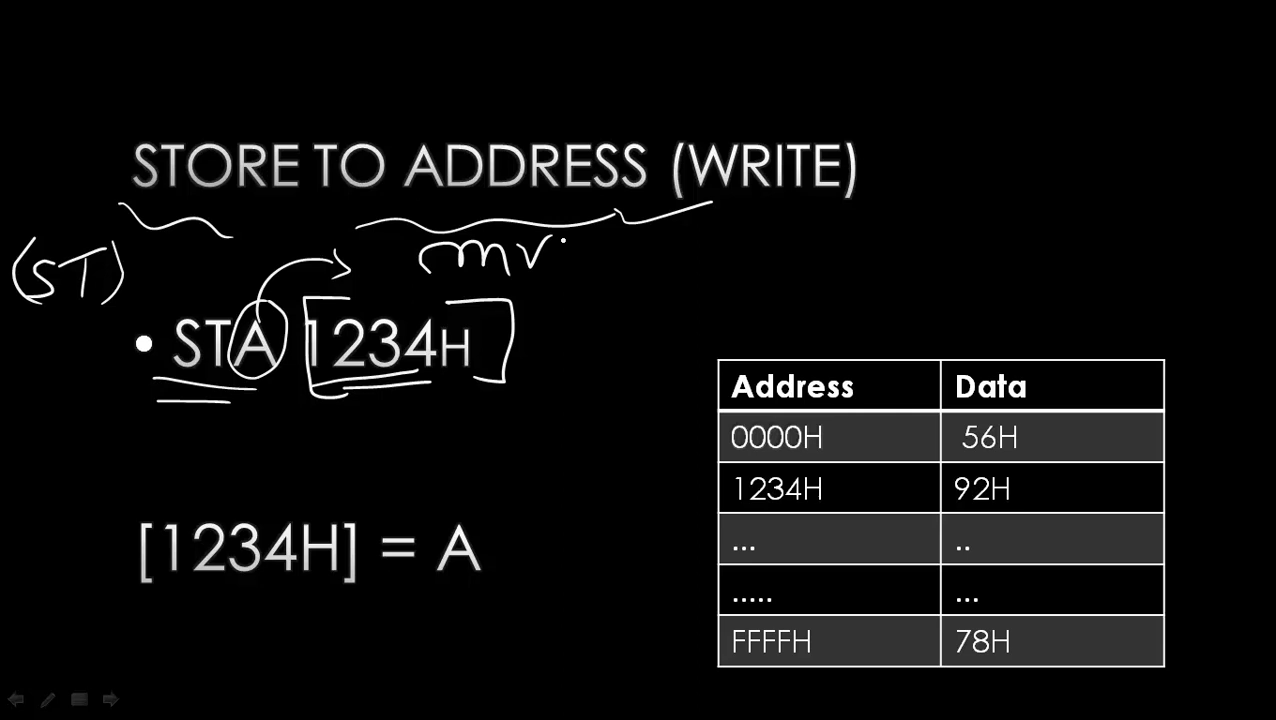 STORE TO ADDRESS (WRITE)
(ST)
mv
• STA 1234H
[1234H] = A
Address Data
0000H 56H
1234H 92H
... ..
..... ...
FFFFH 78H